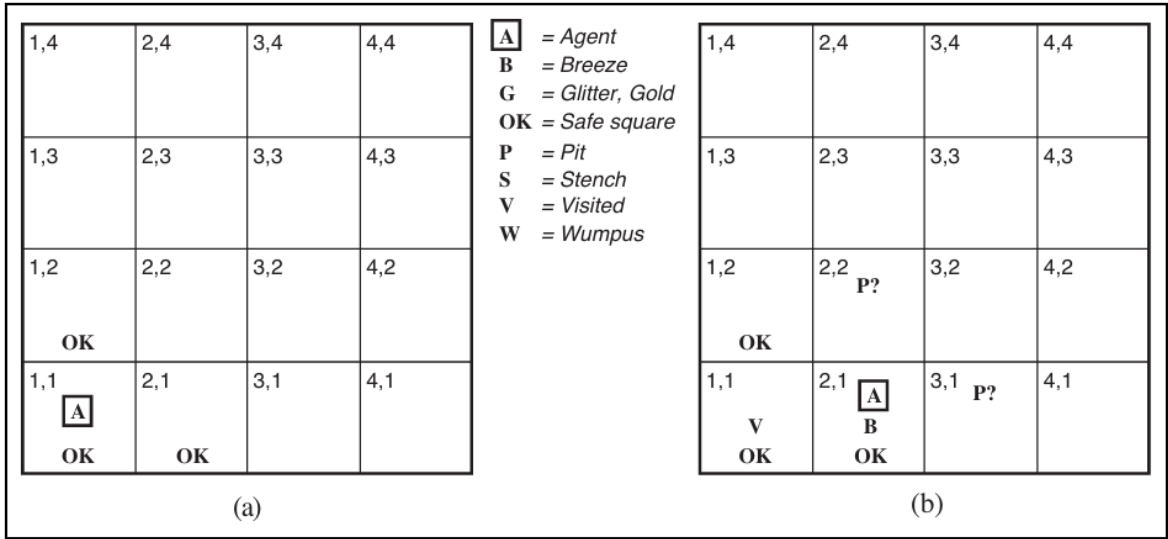 1,4 2,4 3,4 4,4
1,3 2,3 3,3 4,3
1,2 2,2 3,2 4,2
OK
1,1 2,1 3,1 4,1
A
OK OK
(a)
A = Agent
B = Breeze
G = Glitter, Gold
OK = Safe square
P = Pit
S = Stench
V = Visited
W = Wumpus
1,4 2,4 3,4 4,4
1,3 2,3 3,3 4,3
1,2 2,2 3,2 4,2
P?
OK
1,1 2,1 A 3,1 P? 4,1
V B
OK OK
(b)